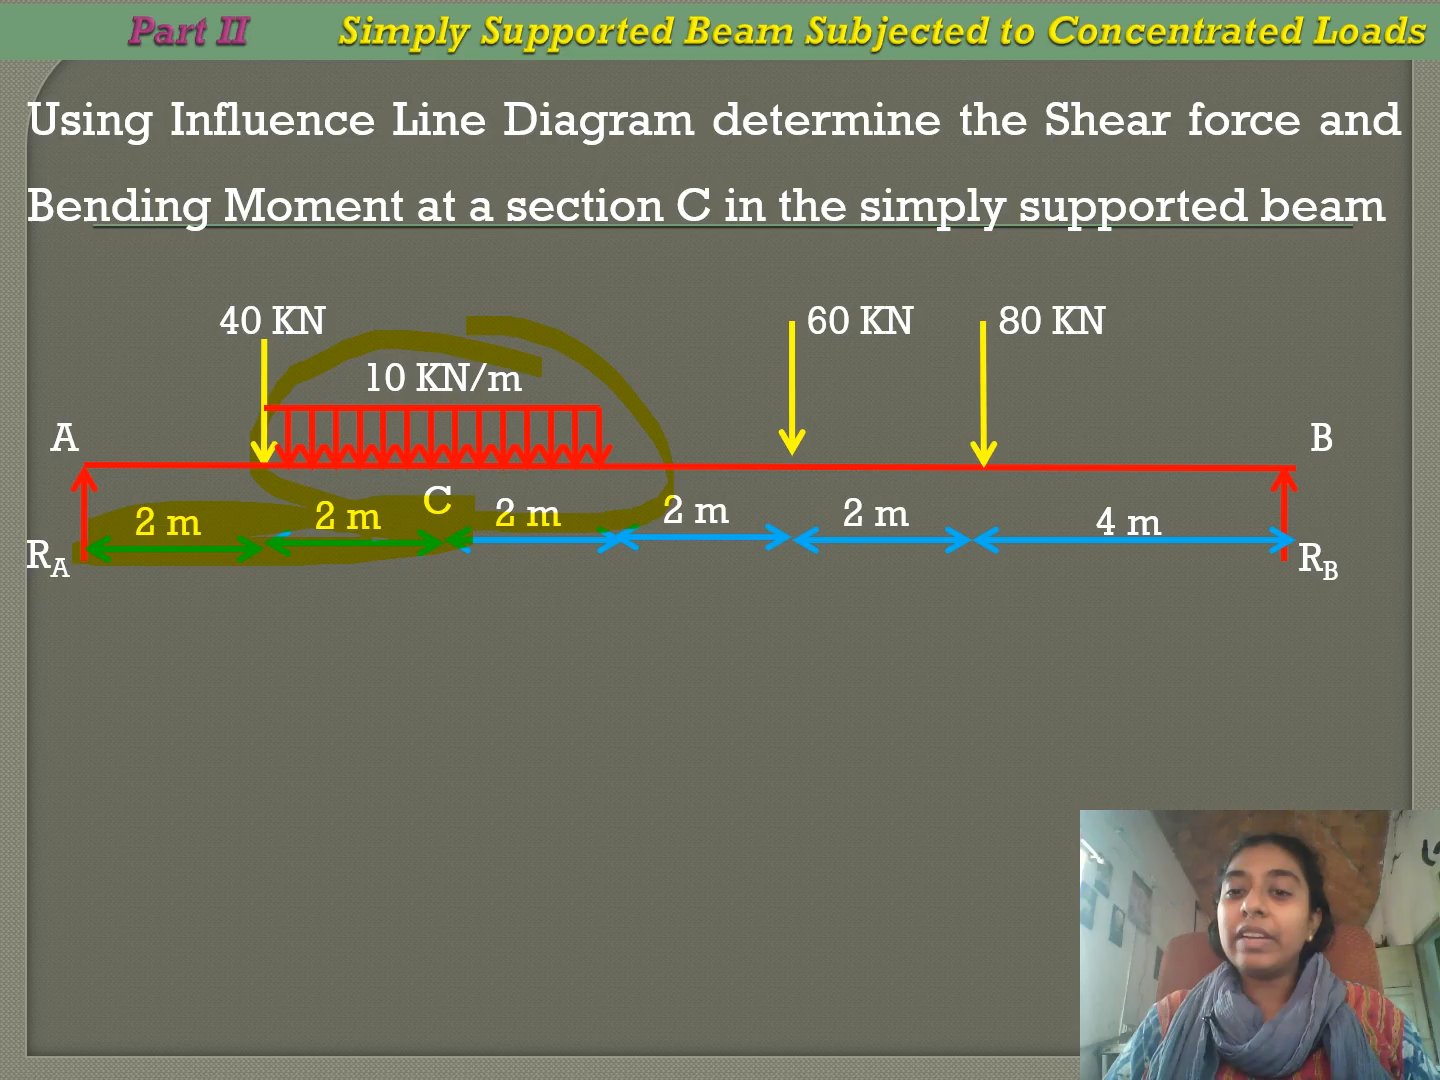 Part II Simply Supported Beam Subjected to Concentrated Loads
Using Influence Line Diagram determine the Shear force and
Bending Moment at a section C in the simply supported beam
40 KN 60 KN 80 KN
10 KN/m
A B
C
2 m 2 m 2 m 2 m 2 m 4 m
RA RB